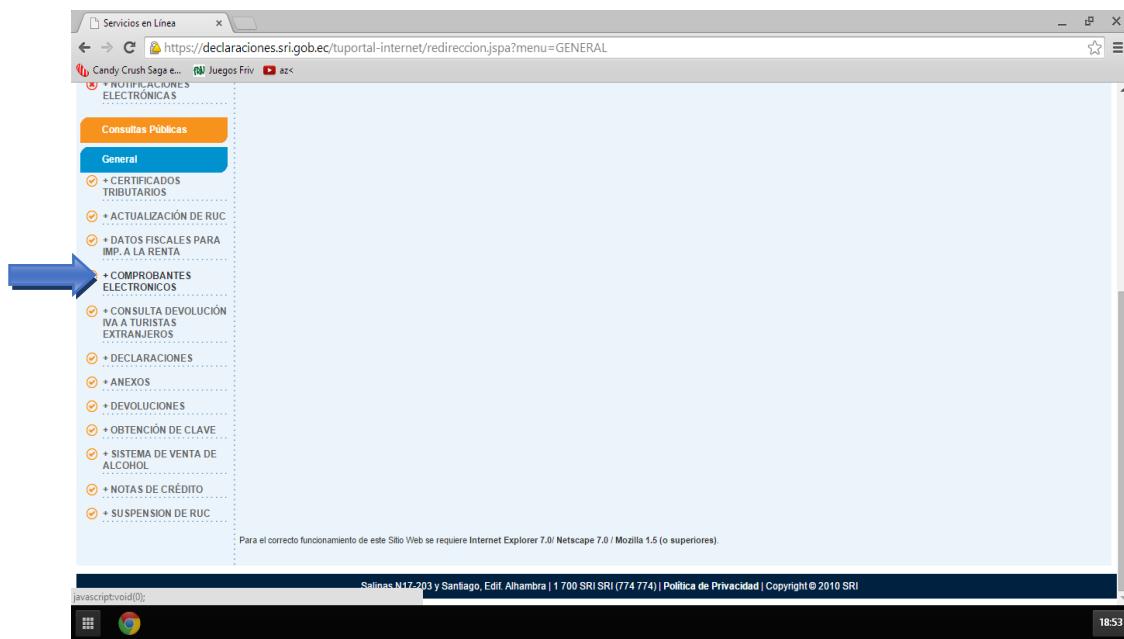 Servicios en Línea
https://declaraciones.sri.gob.ec/tuportal-internet/redireccion.jspa?menu=GENERAL
Candy Crush Saga e... Juegos Friv az<
+ NOTIFICACIONES
ELECTRÓNICAS
Consultas Públicas
General
+ CERTIFICADOS
TRIBUTARIOS
+ ACTUALIZACIÓN DE RUC
+ DATOS FISCALES PARA
IMP. A LA RENTA
+ COMPROBANTES
ELECTRONICOS
+ CONSULTA DEVOLUCIÓN
IVA A TURISTAS
EXTRANJEROS
+ DECLARACIONES
+ ANEXOS
+ DEVOLUCIONES
+ OBTENCIÓN DE CLAVE
+ SISTEMA DE VENTA DE
ALCOHOL
+ NOTAS DE CRÉDITO
+ SUSPENSION DE RUC
Para el correcto funcionamiento de este Sitio Web se requiere Internet Explorer 7.0/ Netscape 7.0 / Mozilla 1.5 (o superiores).
Salinas N17-203 y Santiago, Edif. Alhambra | 1 700 SRI SRI (774 774) | Política de Privacidad | Copyright © 2010 SRI
javascript:void(0);
18:53